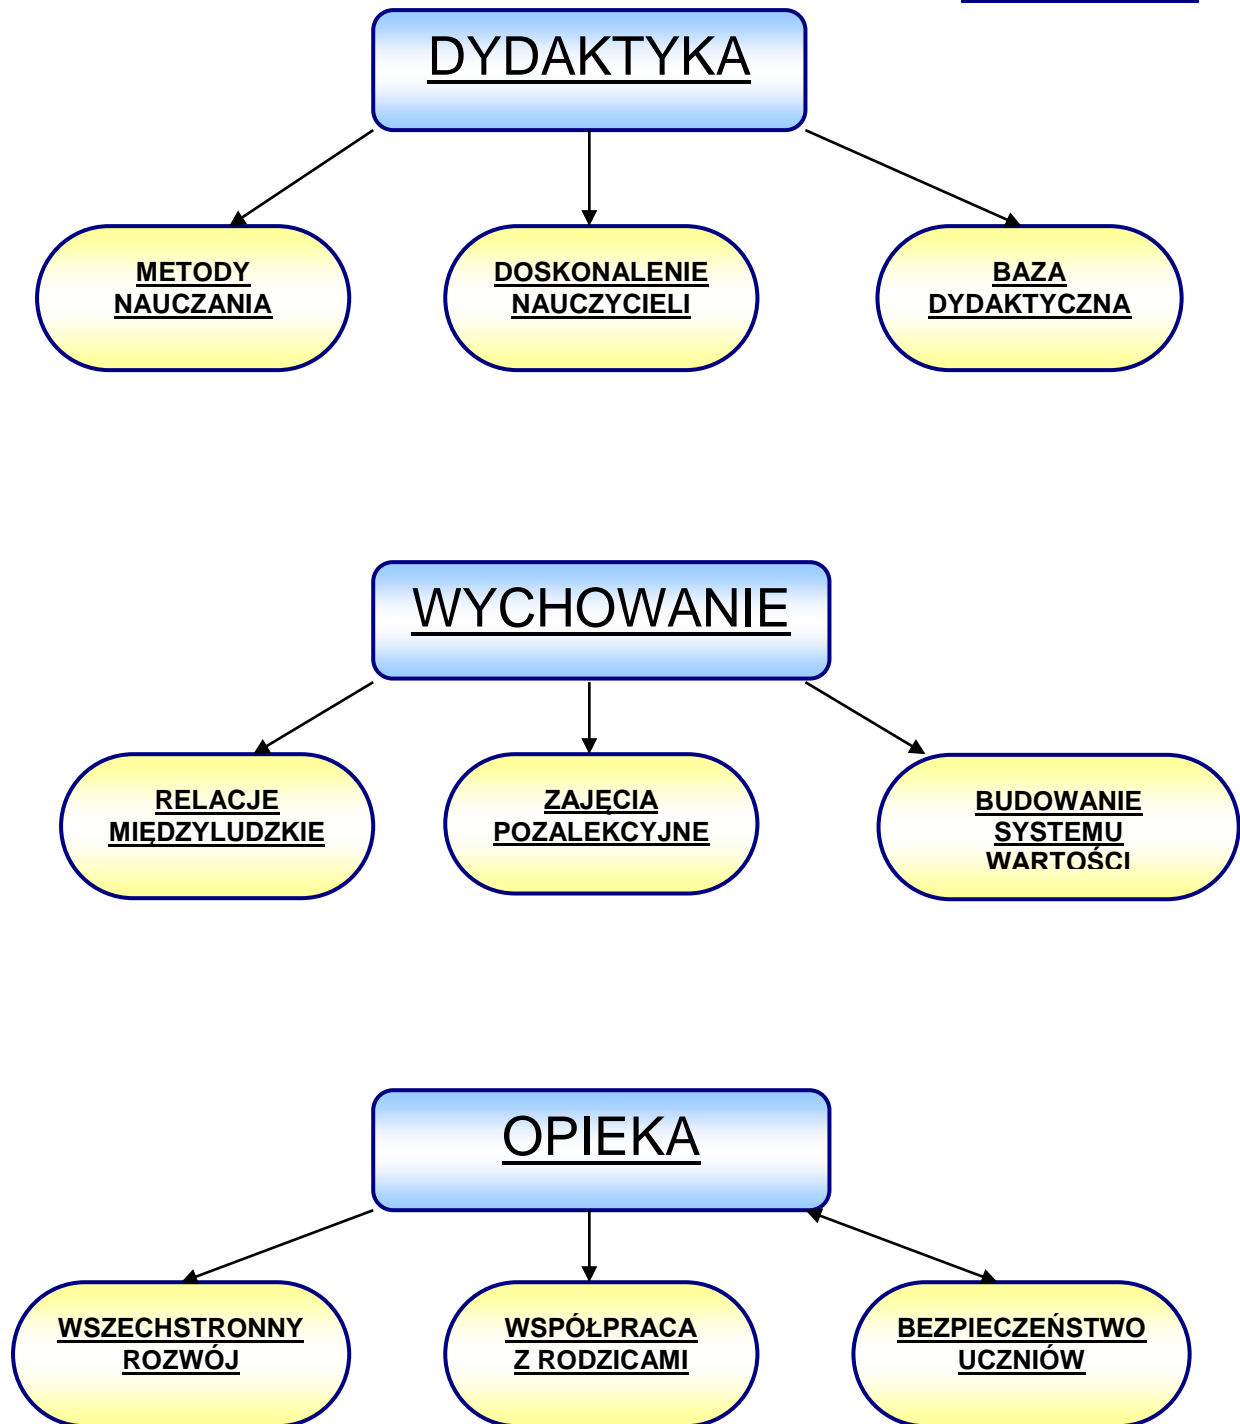 DYDAKTYKA
METODY
NAUCZANIA
DOSKONALENIE
NAUCZYCIELI
BAZA
DYDAKTYCZNA
WYCHOWANIE
RELACJE
MIĘDZYLUDZKIE
ZAJĘCIA
POZALEKCYJNE
BUDOWANIE
SYSTEMU
WARTOŚCI
OPIEKA
WSZECHSTRONNY
ROZWÓJ
WSPÓŁPRACA
Z RODZICAMI
BEZPIECZEŃSTWO
UCZNIÓW